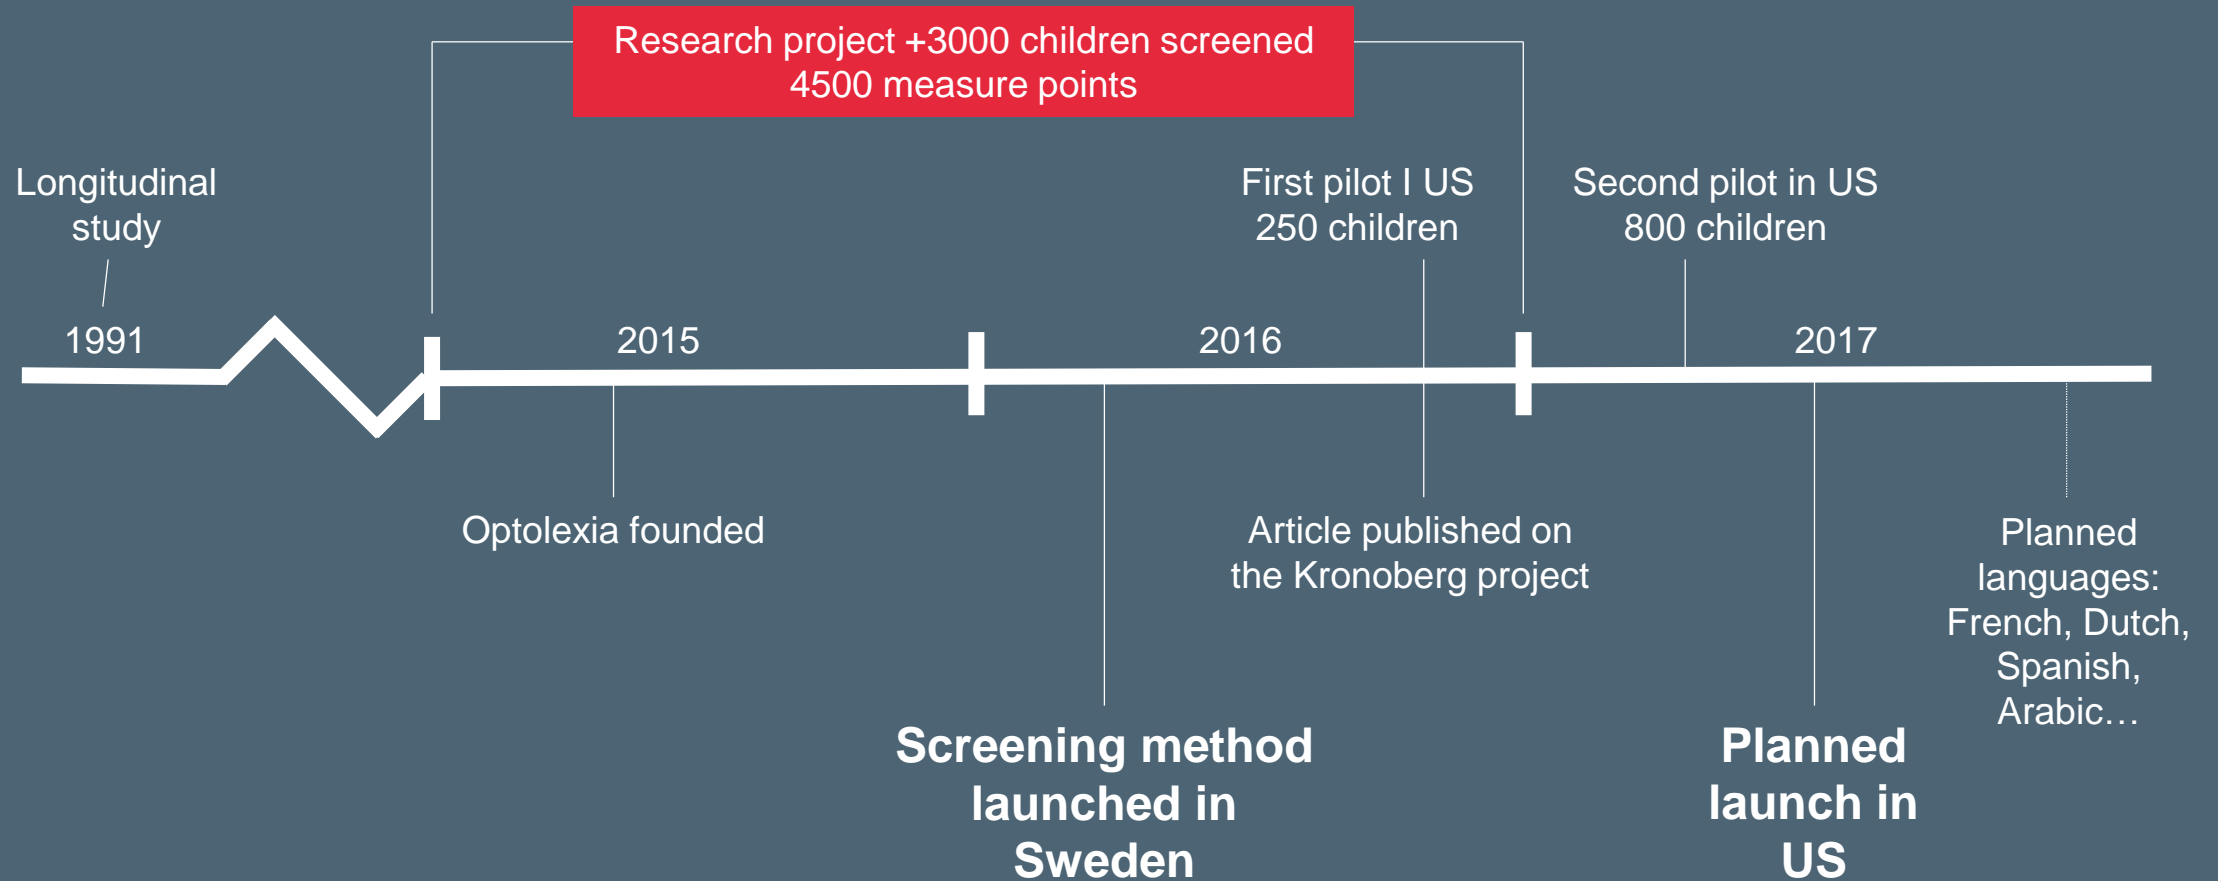 Research project +3000 children screened
4500 measure points
Longitudinal
study
First pilot I US
250 children
Second pilot in US
800 children
1991
2015
2016
2017
Optolexia founded
Article published on
the Kronoberg project
Planned
languages:
French, Dutch,
Spanish,
Arabic…
Screening method
launched in
Sweden
Planned
launch in
US